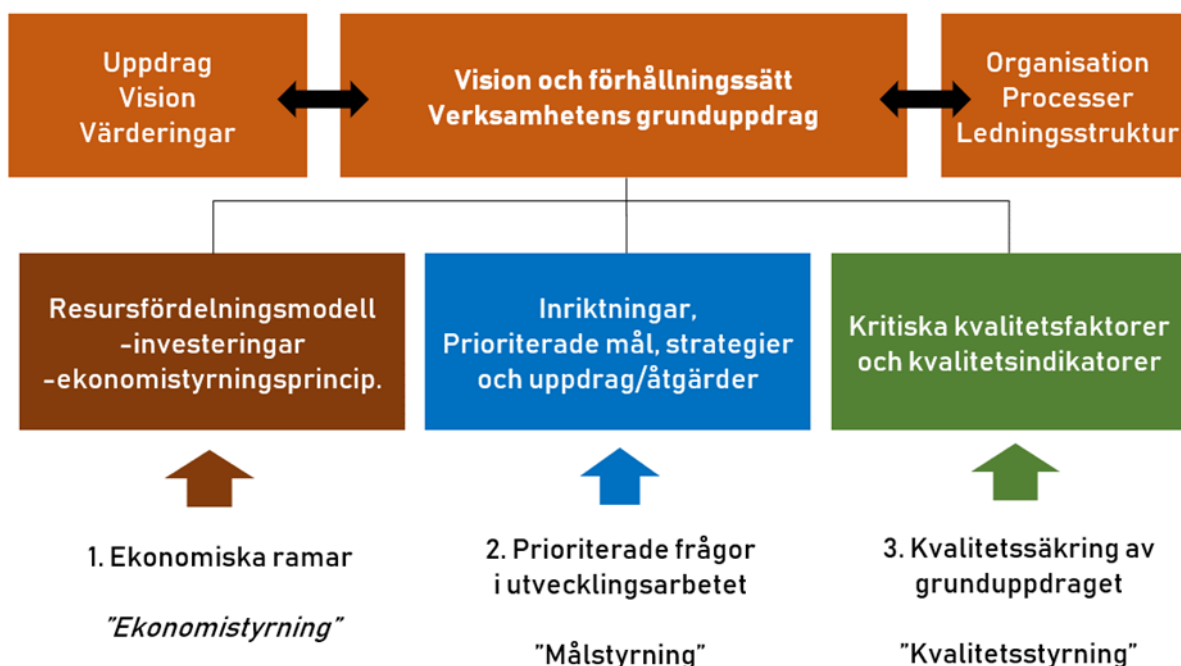 Uppdrag
Vision
Värderingar
Vision och förhållningssätt
Verksamhetens grunduppdrag
Organisation
Processer
Ledningsstruktur
Resursfördelningsmodell
-investeringar
-ekonomistyrningsprincip.
Inriktningar,
Prioriterade mål, strategier
och uppdrag/åtgärder
Kritiska kvalitetsfaktorer
och kvalitetsindikatorer
1. Ekonomiska ramar
”Ekonomistyrning”
2. Prioriterade frågor
i utvecklingsarbetet
”Målstyrning”
3. Kvalitetssäkring av
grunduppdraget
”Kvalitetsstyrning”